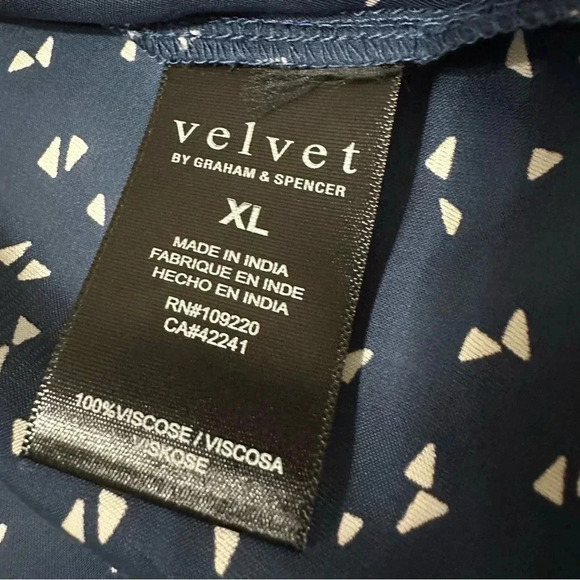 velvet
BY GRAHAM & SPENCER
XL
MADE IN INDIA
FABRIQUE EN INDE
HECHO EN INDIA
RN#109220
CA#42241
100%VISCOSE / VISCOSA
VISKOSE